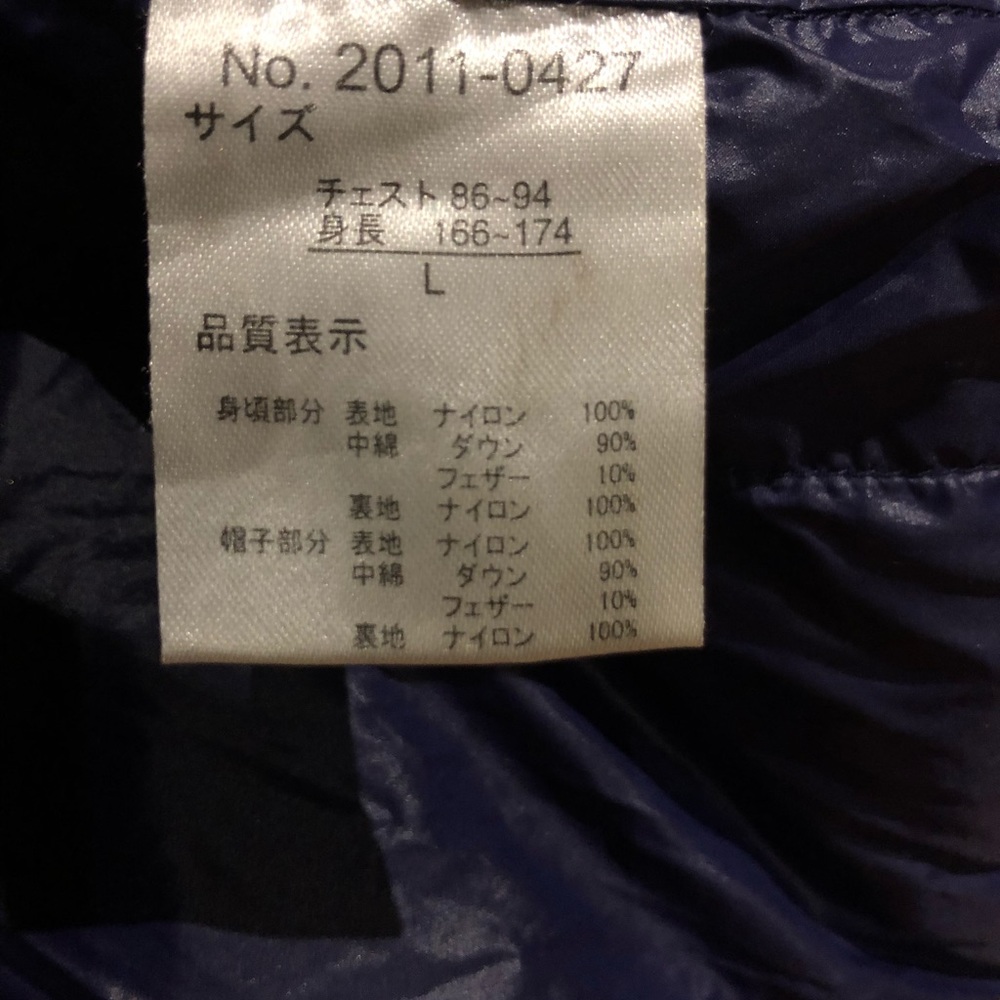 No. 2011-0427
サイズ
チェスト 86~94
身長 166~174
L
品質表示
身頃部分 表地 ナイロン 100%
中綿 ダウン 90%
フェザー 10%
裏地 ナイロン 100%
帽子部分 表地 ナイロン 100%
中綿 ダウン 90%
フェザー 10%
裏地 ナイロン 100%